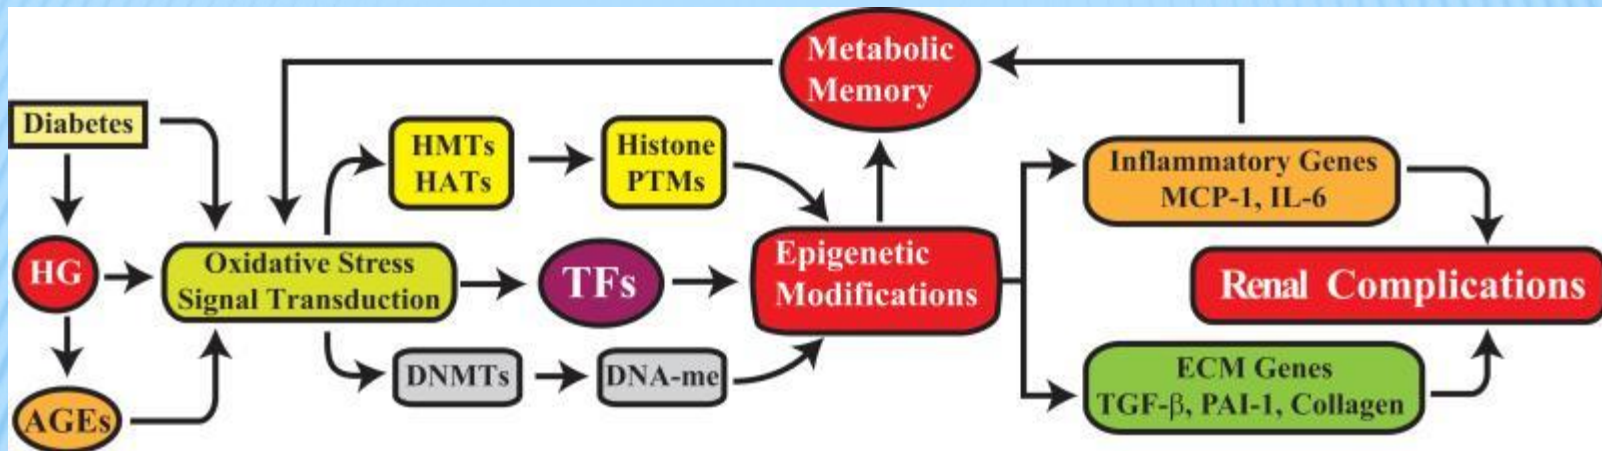 Metabolic
Memory
Diabetes
HMTs
HATs
Histone
PTMs
Inflammatory Genes
MCP-1, IL-6
HG
Oxidative Stress
Signal Transduction
TFs
Epigenetic
Modifications
Renal Complications
AGEs
DNMTs
DNA-me
ECM Genes
TGF-β, PAI-1, Collagen